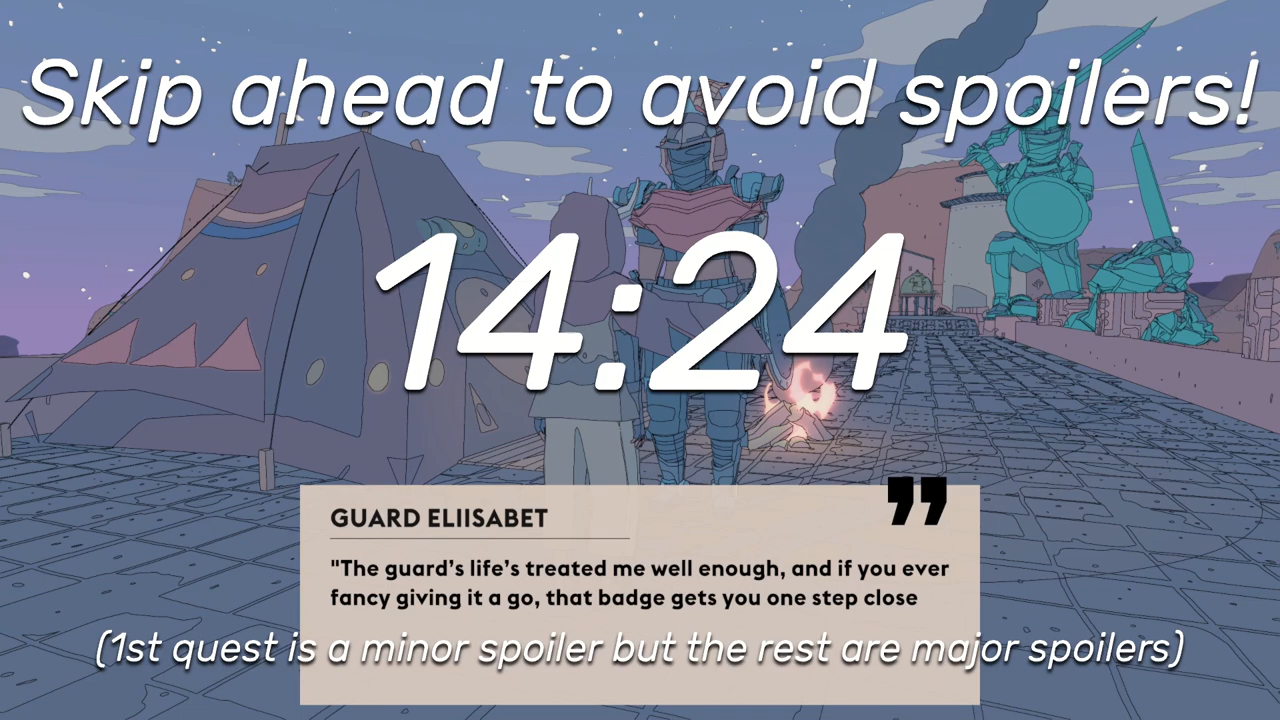 Skip ahead to avoid spoilers!
14:24
GUARD ELIISABET
"The guard's life's treated me well enough, and if you ever
fancy giving it a go, that badge gets you one step close
(1st quest is a minor spoiler but the rest are major spoilers)